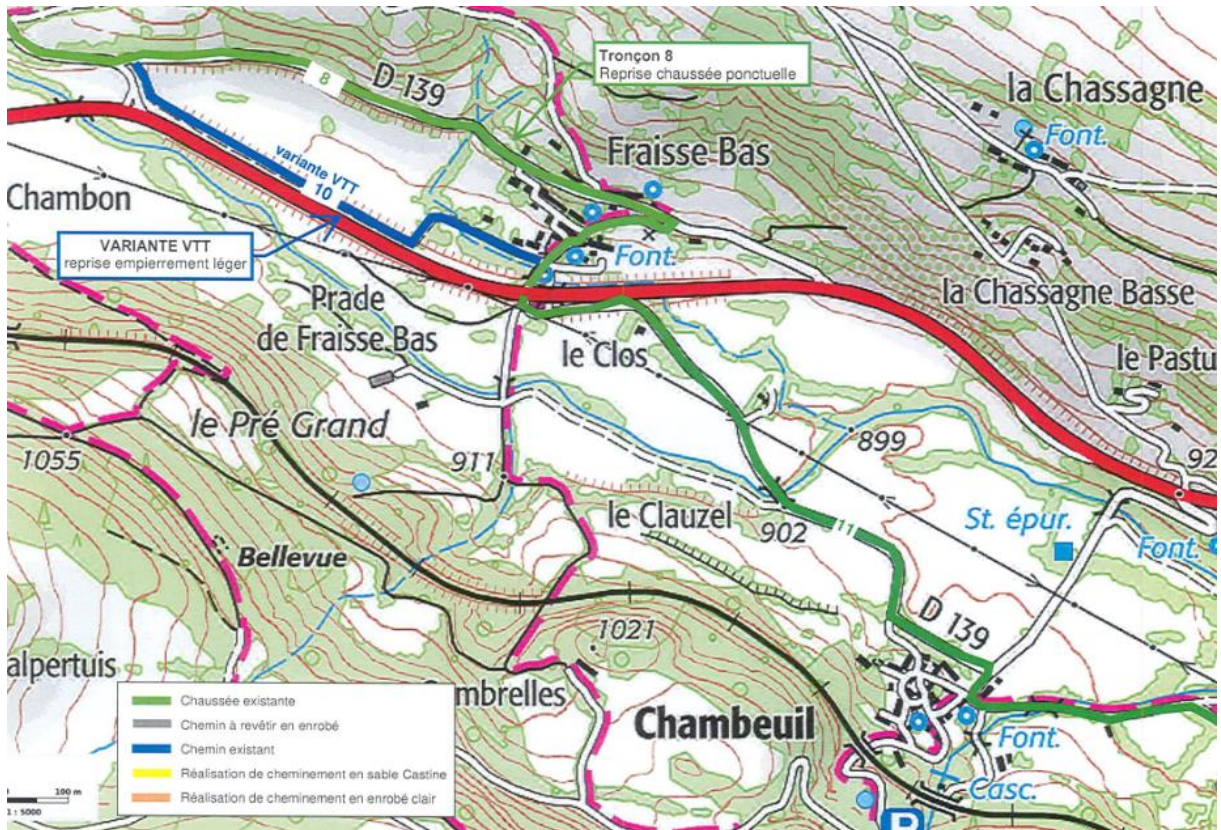 Tronçon 8
Reprise chaussée ponctuelle
8
D 139
la Chassagne
Font.
Fraisse Bas
variante VTT
10
Chambon
VARIANTE VTT
reprise empierrement léger
Font.
la Chassagne Basse
Prade
de Fraisse Bas
le Clos
le Pastu
le Pré Grand
899
1055
911
92
le Clauzel
902
11
St. épur.
Font.
Bellevue
D 139
1021
alpertuis
mbrelles
Chambeuil
Font.
Casc.
P
Chaussée existante
Chemin à revêtir en enrobé
Chemin existant
Réalisation de cheminement en sable Castine
Réalisation de cheminement en enrobé clair
100 m
1 : 5000